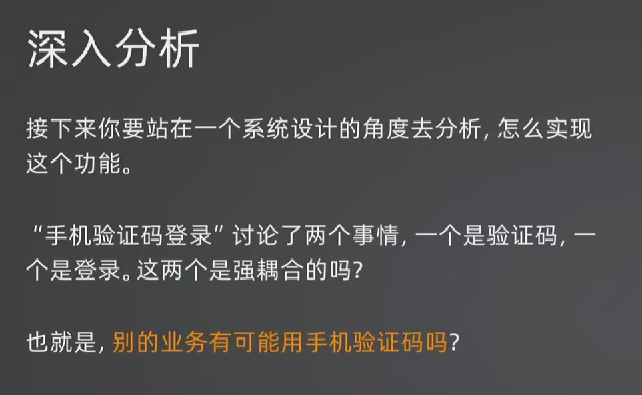 深入分析
接下来你要站在一个系统设计的角度去分析，怎么实现
这个功能。
“手机验证码登录”讨论了两个事情，一个是验证码，一
个是登录。这两个是强耦合的吗？
也就是，别的业务有可能用手机验证码吗？